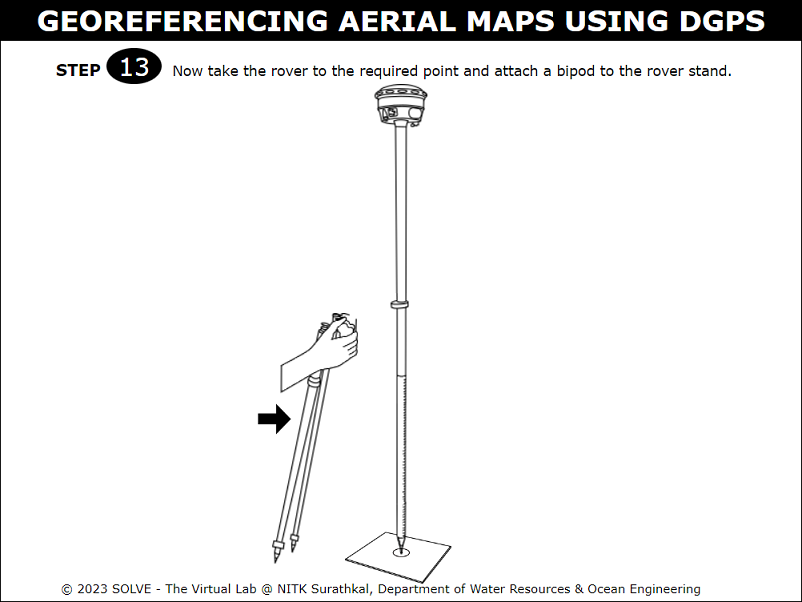 GEOREFERENCING AERIAL MAPS USING DGPS
STEP 13 Now take the rover to the required point and attach a bipod to the rover stand.
© 2023 SOLVE - The Virtual Lab @ NITK Surathkal, Department of Water Resources & Ocean Engineering